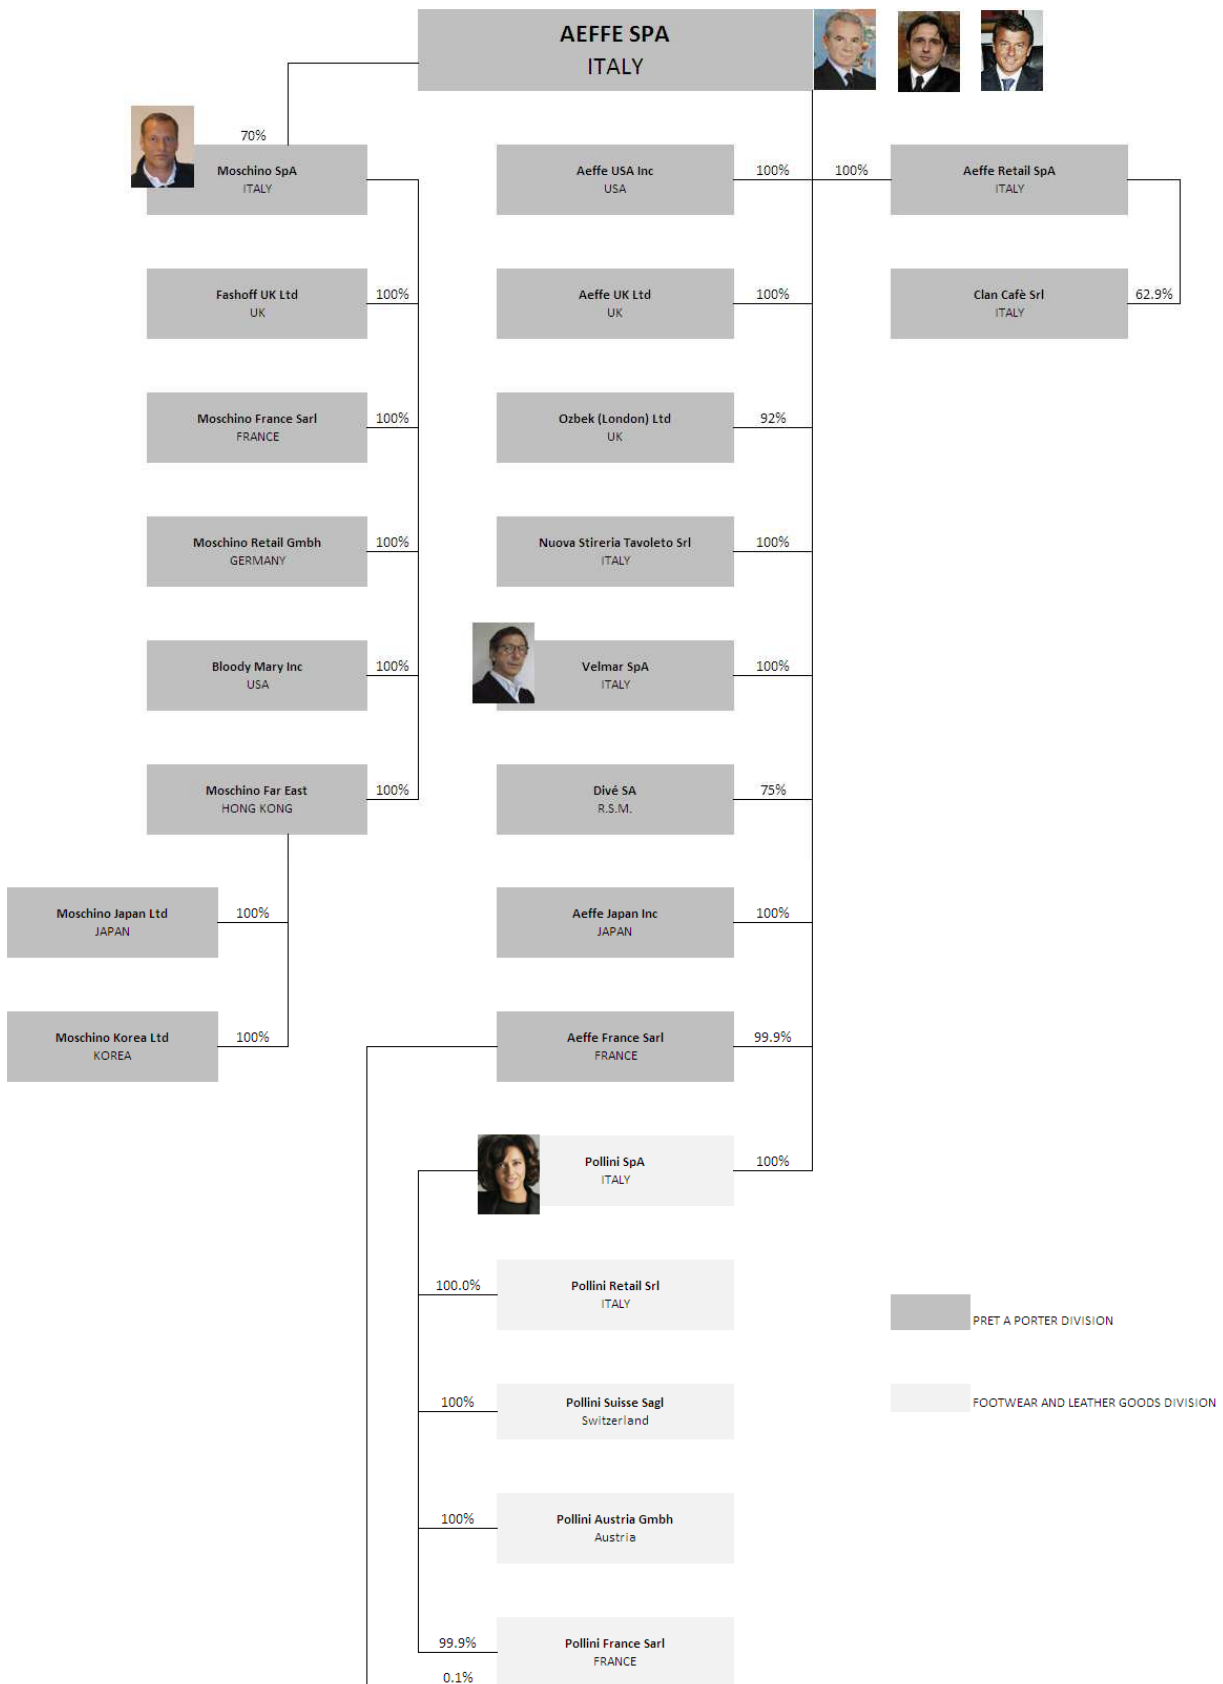 AEFFE SPA
ITALY
70%
Moschino SpA
ITALY
Aeffe USA Inc
USA
100%
100%
Aeffe Retail SpA
ITALY
Fashoff UK Ltd
UK
100%
Aeffe UK Ltd
UK
100%
Clan Cafè Srl
ITALY
62.9%
Moschino France Sarl
FRANCE
100%
Ozbek (London) Ltd
UK
92%
Moschino Retail Gmbh
GERMANY
100%
Nuova Stireria Tavoleto Srl
ITALY
100%
Bloody Mary Inc
USA
100%
Velmar SpA
ITALY
100%
Moschino Far East
HONG KONG
100%
Divé SA
R.S.M.
75%
Moschino Japan Ltd
JAPAN
100%
Aeffe Japan Inc
JAPAN
100%
Moschino Korea Ltd
KOREA
100%
Aeffe France Sarl
FRANCE
99.9%
Pollini SpA
ITALY
100%
100.0%
Pollini Retail Srl
ITALY
PRET A PORTER DIVISION
100%
Pollini Suisse Sagl
Switzerland
FOOTWEAR AND LEATHER GOODS DIVISION
100%
Pollini Austria Gmbh
Austria
99.9%
Pollini France Sarl
FRANCE
0.1%